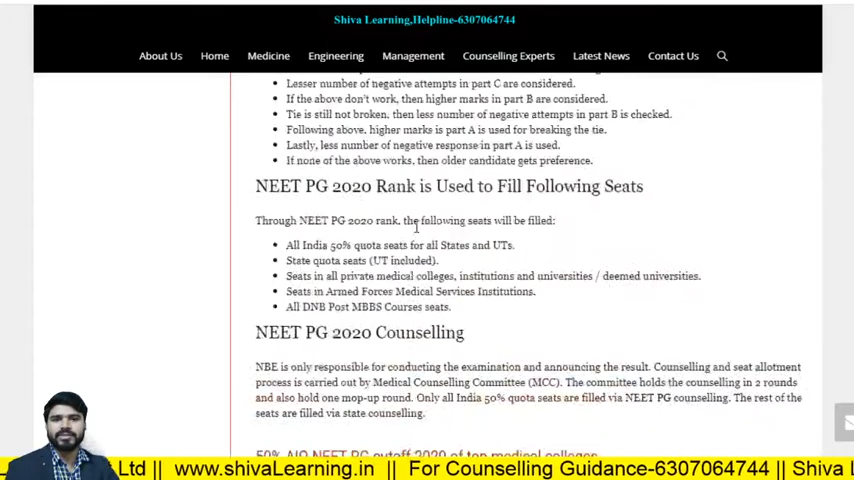 Shiva Learning,Helpline-6307064744
About Us Home Medicine Engineering Management Counselling Experts Latest News Contact Us
Lesser number of negative attempts in part C are considered.
If the above don't work, then higher marks in part B are considered.
Tie is still not broken, then less number of negative attempts in part B is checked.
Following above, higher marks is part A is used for breaking the tie.
Lastly, less number of negative response in part A is used.
If none of the above works, then older candidate gets preference.
NEET PG 2020 Rank is Used to Fill Following Seats
Through NEET PG 2020 rank, the following seats will be filled:
All India 50% quota seats for all States and UTs.
State quota seats (UT included).
Seats in all private medical colleges, institutions and universities / deemed universities.
Seats in Armed Forces Medical Services Institutions.
All DNB Post MBBS Courses seats.
NEET PG 2020 Counselling
NBE is only responsible for conducting the examination and announcing the result. Counselling and seat allotment
process is carried out by Medical Counselling Committee (MCC). The committee holds the counselling in 2 rounds
and also hold one mop-up round. Only all India 50% quota seats are filled via NEET PG counselling. The rest of the
seats are filled via state counselling.
50% AIQ NEET PG cutoff 2020 of top medical colleges
Ltd || www.shivaLearning.in || For Counselling Guidance-6307064744 || Shiva